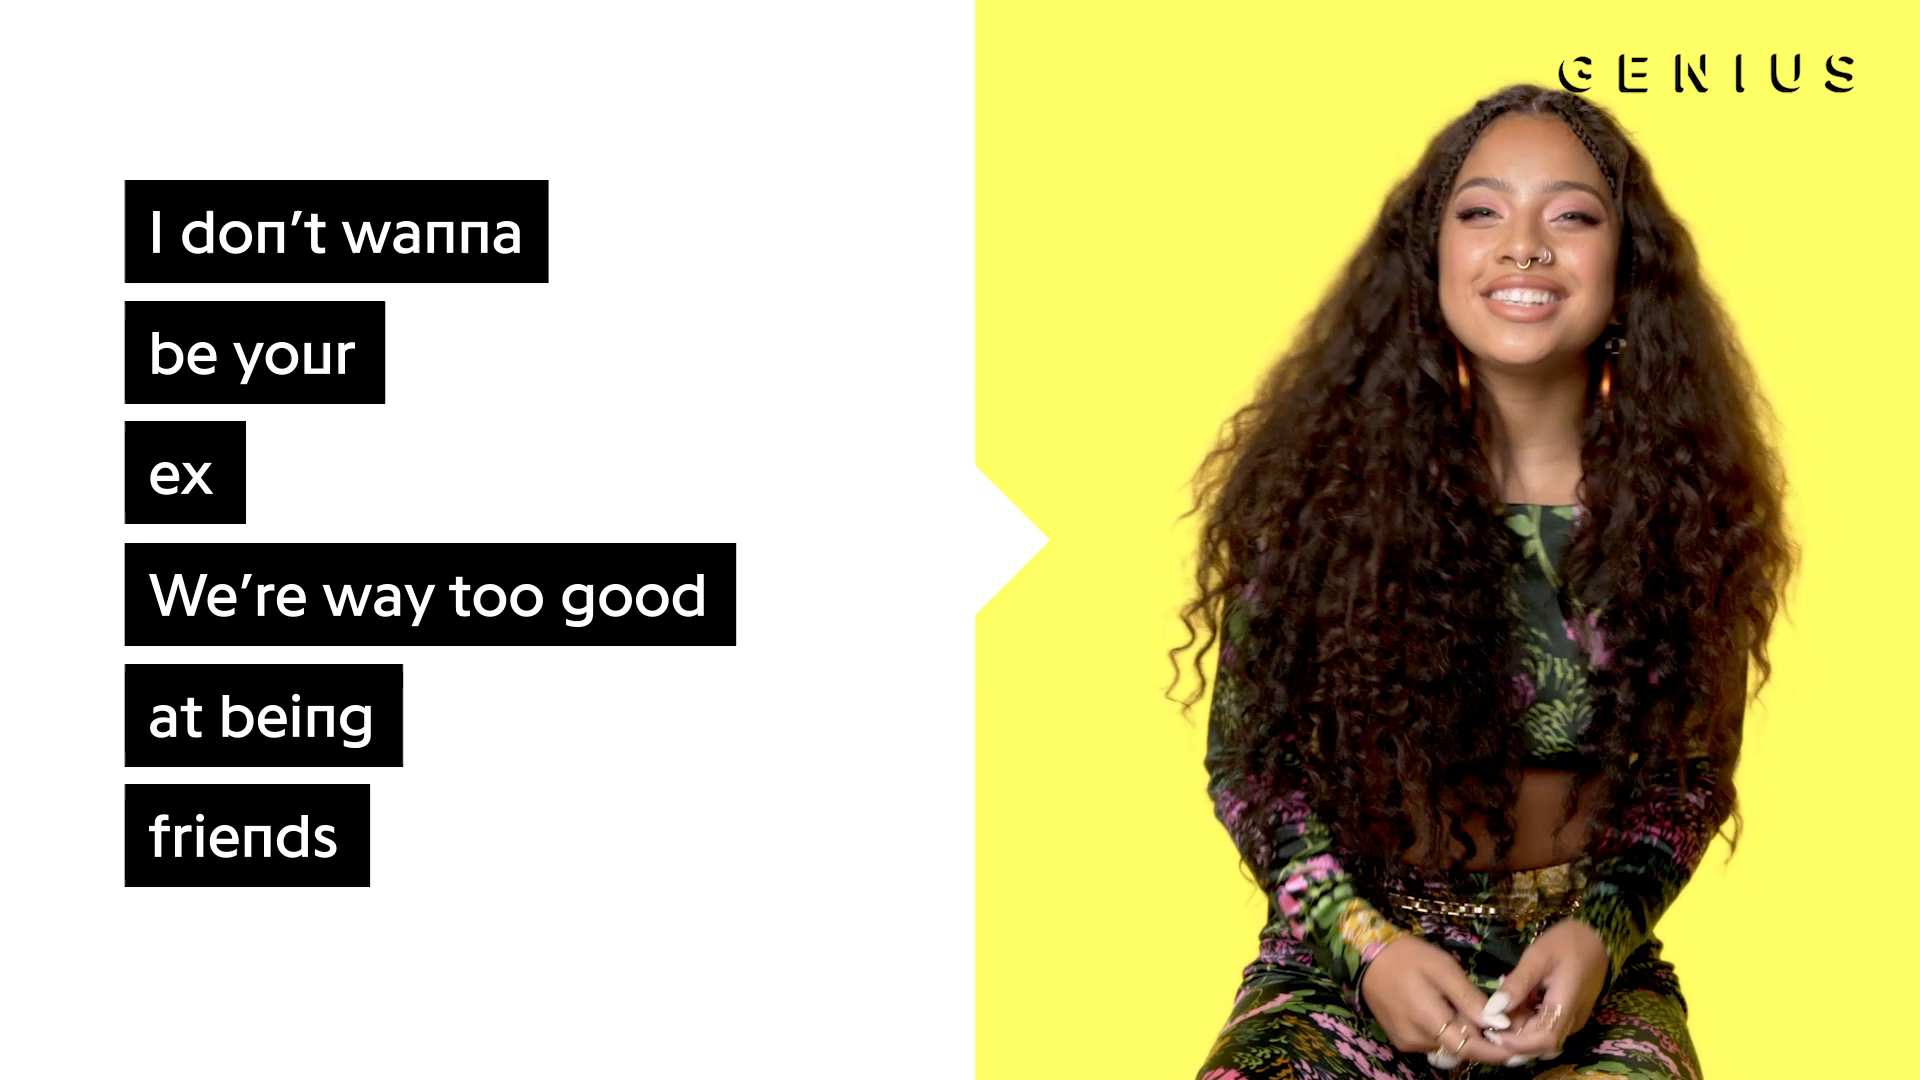 GENIUS
I don’t wanna
be your
ex
We’re way too good
at being
friends